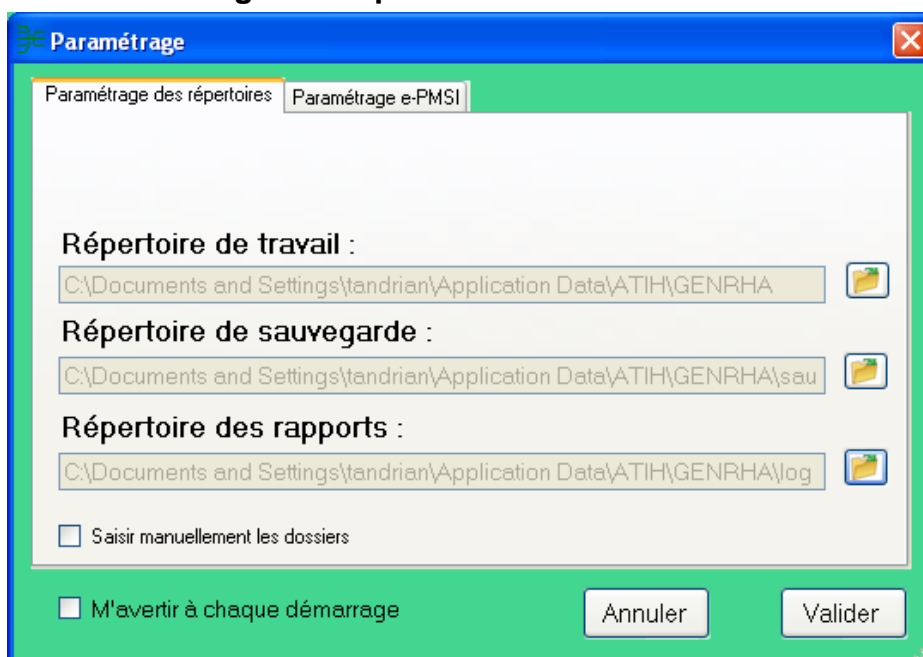 Paramétrage
Paramétrage des répertoires
Paramétrage e-PMSI
Répertoire de travail :
C:\Documents and Settings\tandrian\Application Data\ATIH\GENRHA
Répertoire de sauvegarde :
C:\Documents and Settings\tandrian\Application Data\ATIH\GENRHA\sau
Répertoire des rapports :
C:\Documents and Settings\tandrian\Application Data\ATIH\GENRHA\log
Saisir manuellement les dossiers
M'avertir à chaque démarrage
Annuler
Valider